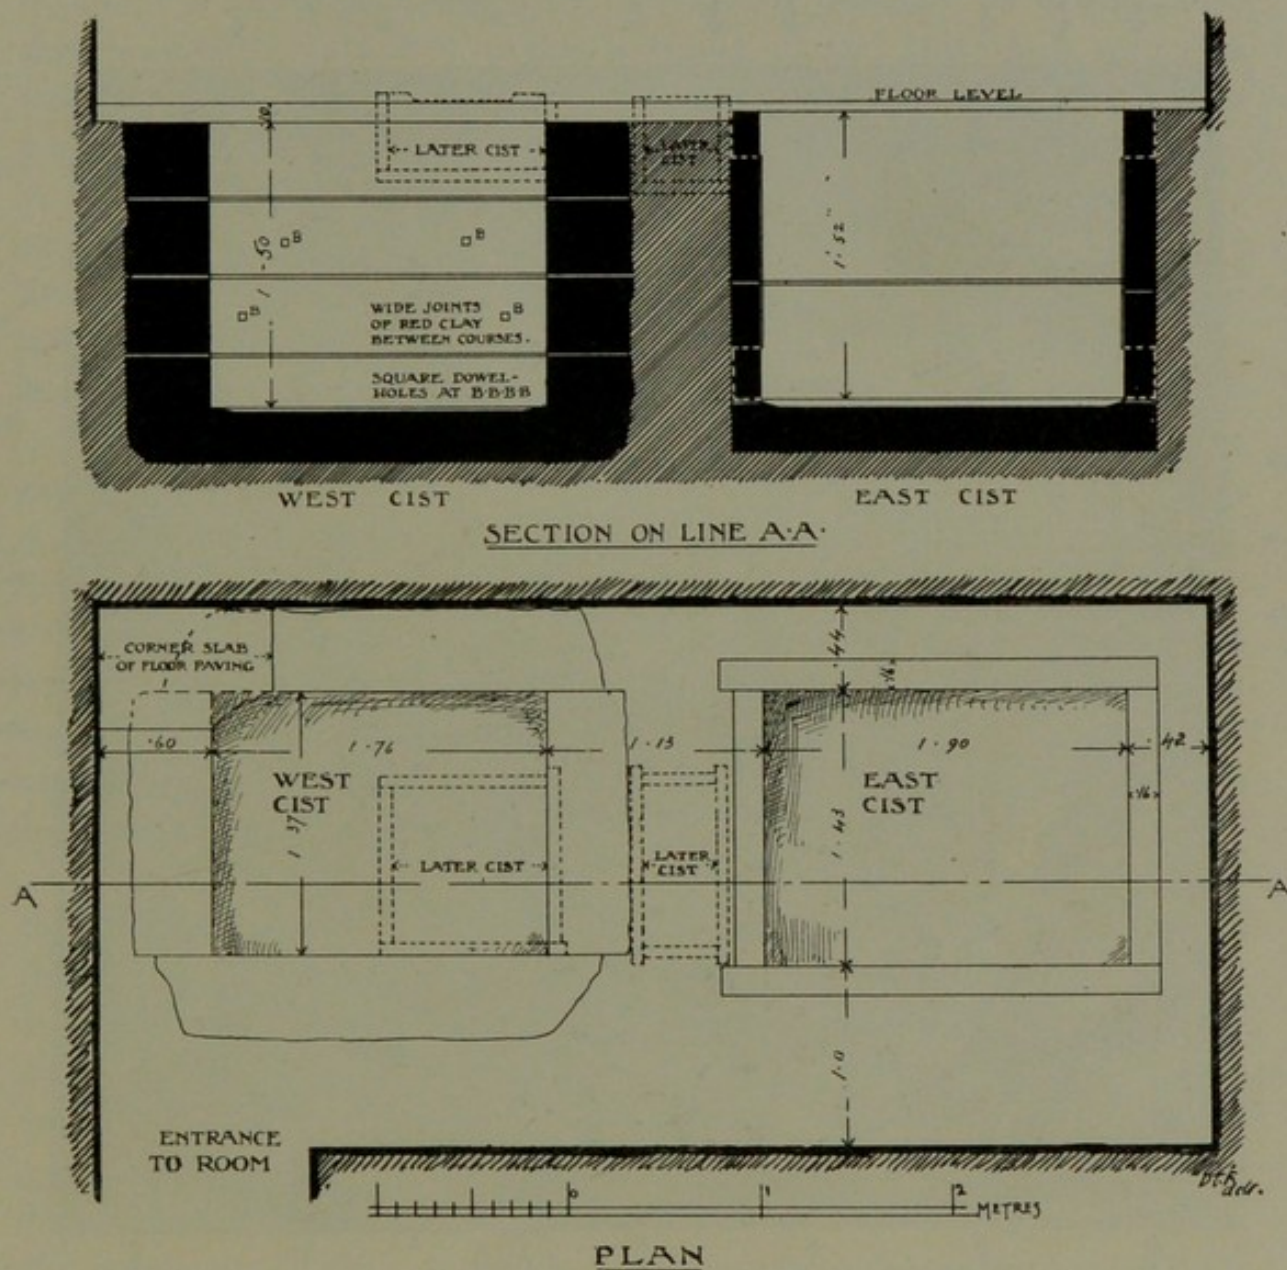 FLOOR LEVEL
·10·
LATER CIST
LATER
CIST
B
B
1·50
1·52
B
B
WIDE JOINTS
OF RED CLAY
BETWEEN COURSES.
SQUARE DOWEL-
HOLES AT B·B·B·B
WEST CIST
EAST CIST
SECTION ON LINE A·A·
CORNER SLAB
OF FLOOR PAVING
·44
·16
·60
1·76
1·15
1·90
·42
WEST
CIST
EAST
CIST
·16
1·37
1·43
LATER CIST
LATER
CIST
A
A
1·0
ENTRANCE
TO ROOM
0
1
2
METRES
PLAN